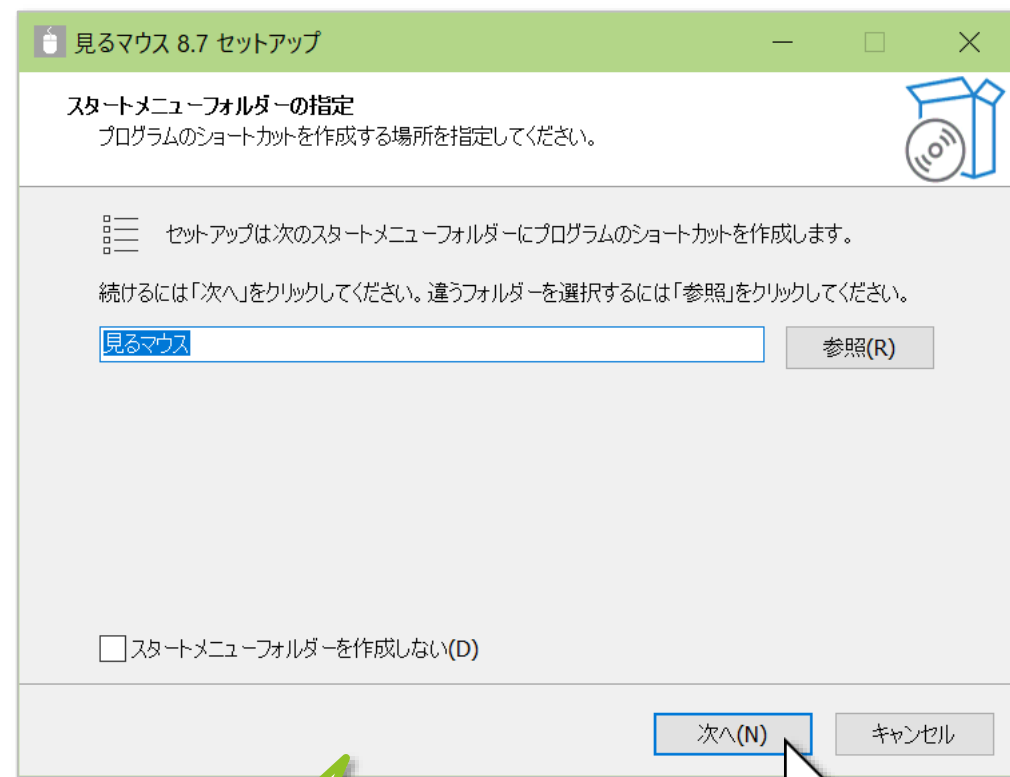 見るマウス 8.7 セットアップ
スタートメニューフォルダーの指定
プログラムのショートカットを作成する場所を指定してください。
セットアップは次のスタートメニューフォルダーにプログラムのショートカットを作成します。
続けるには「次へ」をクリックしてください。違うフォルダーを選択するには「参照」をクリックしてください。
見るマウス
参照(R)
スタートメニューフォルダーを作成しない(D)
次へ(N)
キャンセル